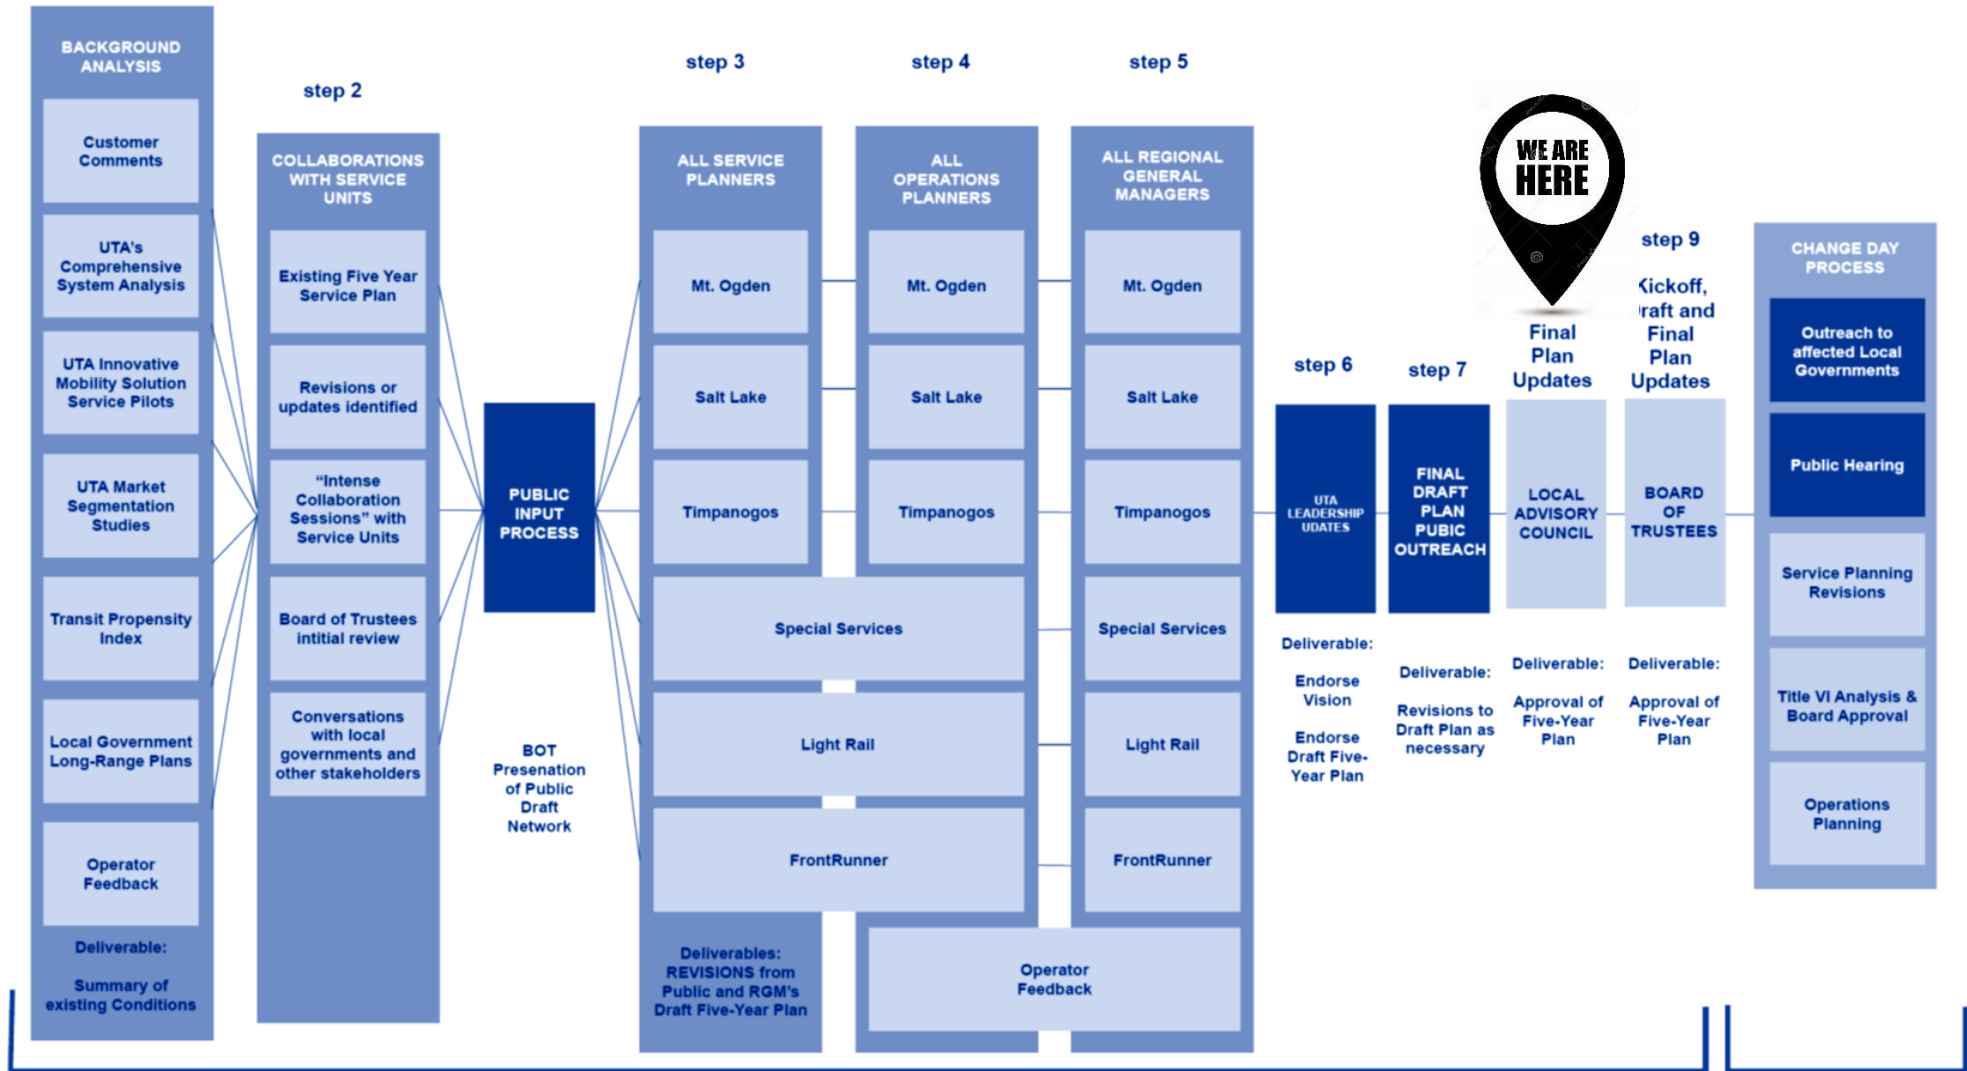 BACKGROUND
ANALYSIS
Customer
Comments
UTA's
Comprehensive
System Analysis
UTA Innovative
Mobility Solution
Service Pilots
UTA Market
Segmentation
Studies
Transit Propensity
Index
Local Government
Long-Range Plans
Operator
Feedback
Deliverable:
Summary of
existing Conditions
step 2
COLLABORATIONS
WITH SERVICE
UNITS
Existing Five Year
Service Plan
Revisions or
updates identified
“Intense
Collaboration
Sessions” with
Service Units
Board of Trustees
intitial review
Conversations
with local
governments and
other stakeholders
PUBLIC
INPUT
PROCESS
BOT
Presenation
of Public
Draft
Network
step 3
ALL SERVICE
PLANNERS
Mt. Ogden
Salt Lake
Timpanogos
Special Services
Light Rail
FrontRunner
Deliverables:
REVISIONS from
Public and RGM's
Draft Five-Year Plan
step 4
ALL
OPERATIONS
PLANNERS
Mt. Ogden
Salt Lake
Timpanogos
Operator
Feedback
step 5
ALL REGIONAL
GENERAL
MANAGERS
Mt. Ogden
Salt Lake
Timpanogos
Special Services
Light Rail
FrontRunner
step 6
UTA
LEADERSHIP
UDATES
Deliverable:
Endorse
Vision
Endorse
Draft Five-
Year Plan
step 7
FINAL
DRAFT
PLAN
PUBIC
OUTREACH
Deliverable:
Revisions to
Draft Plan as
necessary
WE ARE
HERE
Final
Plan
Updates
LOCAL
ADVISORY
COUNCIL
Deliverable:
Approval of
Five-Year
Plan
step 9
Kickoff,
raft and
Final
Plan
Updates
BOARD
OF
TRUSTEES
Deliverable:
Approval of
Five-Year
Plan
CHANGE DAY
PROCESS
Outreach to
affected Local
Governments
Public Hearing
Service Planning
Revisions
Title VI Analysis &
Board Approval
Operations
Planning